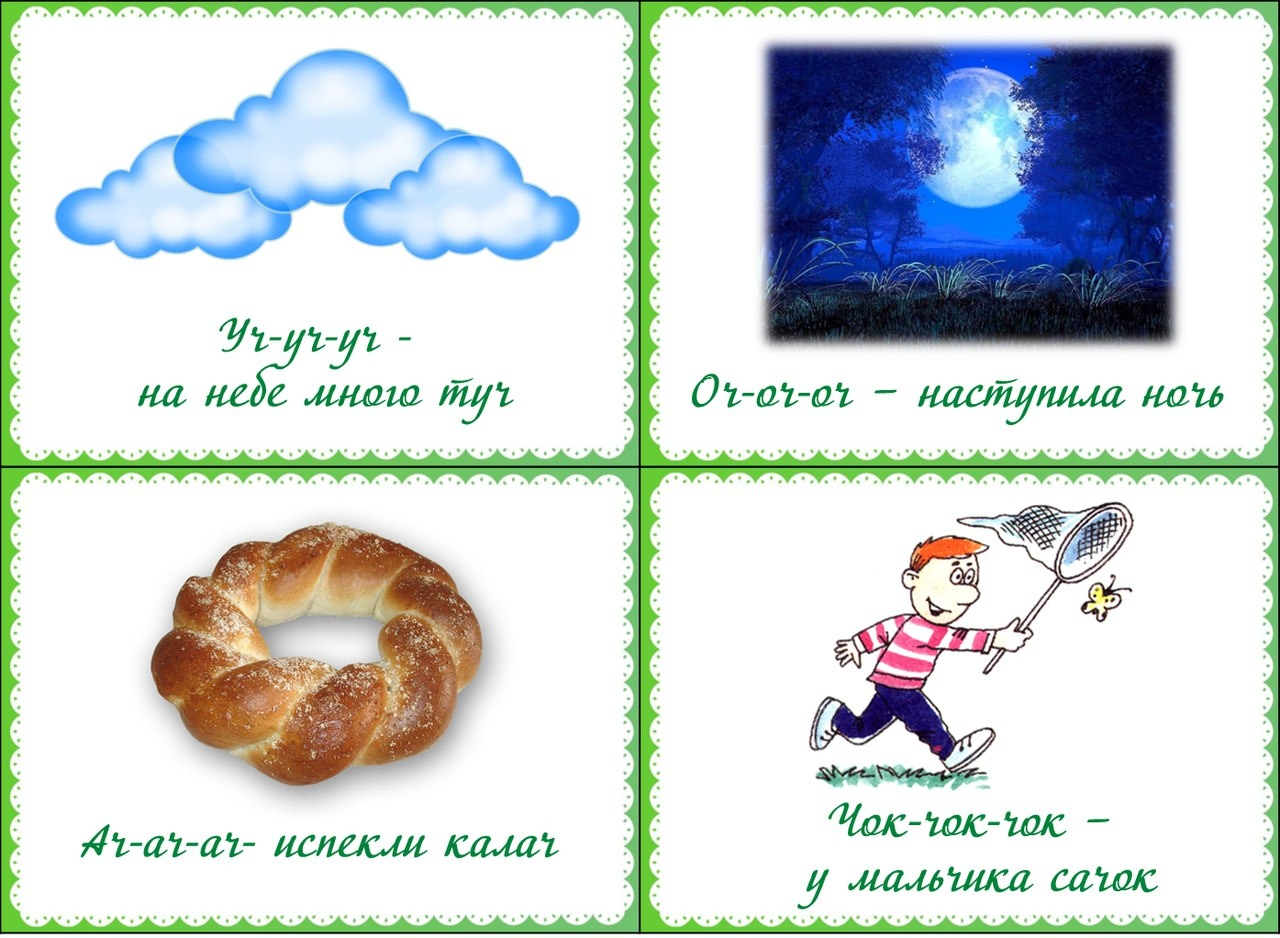 Уч-уч-уч -
на небе много туч
Оч-оч-оч – наступила ночь
Ач-ач-ач- испекли калач
Чок-чок-чок –
у мальчика сачок